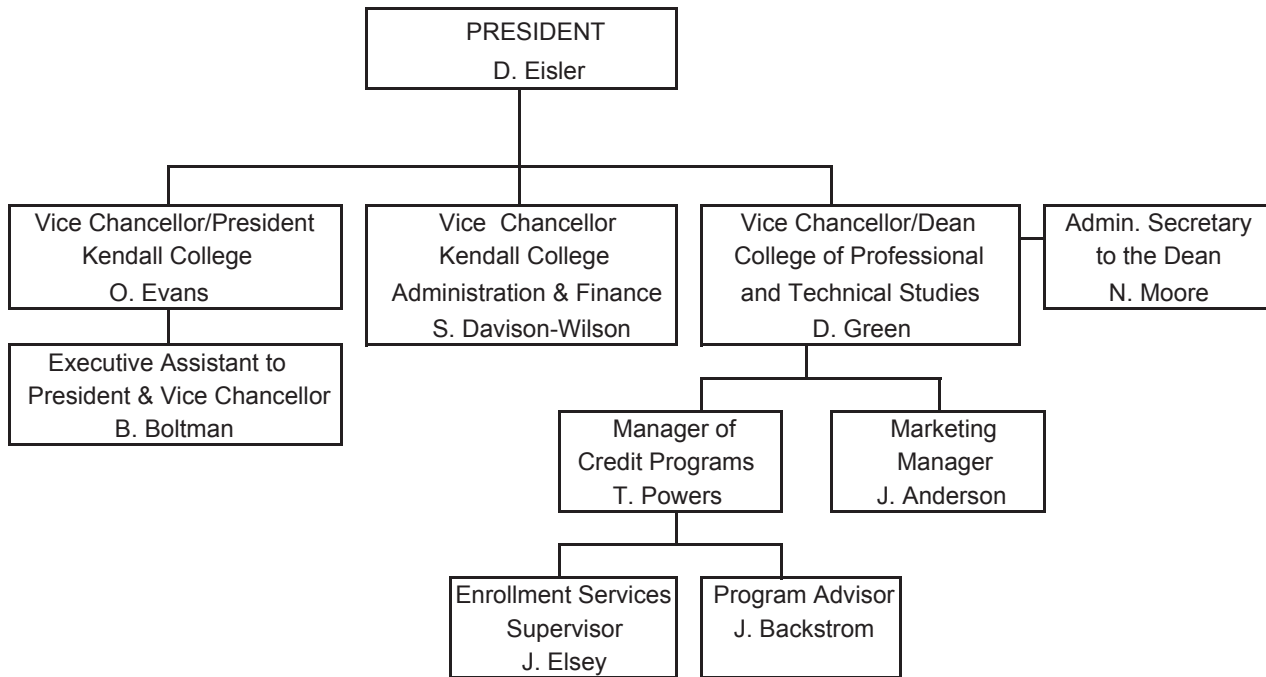 PRESIDENT
D. Eisler
Vice Chancellor/President
Kendall College
O. Evans
Vice Chancellor
Kendall College
Administration & Finance
S. Davison-Wilson
Vice Chancellor/Dean
College of Professional
and Technical Studies
D. Green
Admin. Secretary
to the Dean
N. Moore
Executive Assistant to
President & Vice Chancellor
B. Boltman
Manager of
Credit Programs
T. Powers
Marketing
Manager
J. Anderson
Enrollment Services
Supervisor
J. Elsey
Program Advisor
J. Backstrom